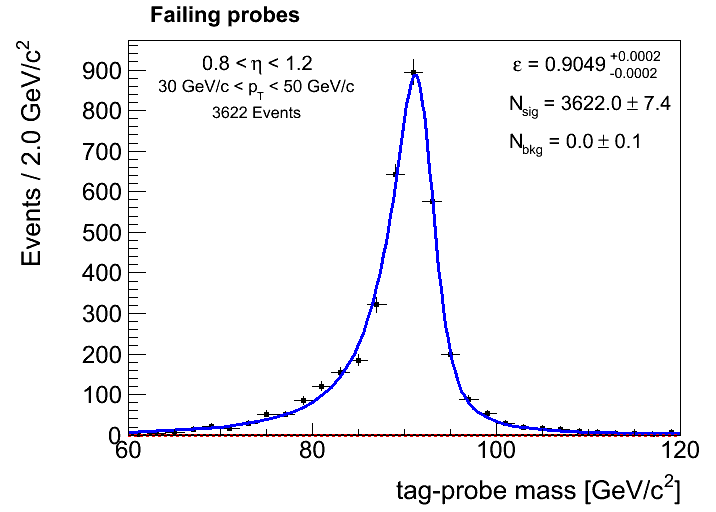 Failing probes
Events / 2.0 GeV/c²
900
800
700
600
500
400
300
200
100
0
0.8 < η < 1.2
30 GeV/c < p_T < 50 GeV/c
3622 Events
ε = 0.9049 +0.0002 -0.0002
N_sig = 3622.0 ± 7.4
N_bkg = 0.0 ± 0.1
60 80 100 120
tag-probe mass [GeV/c²]